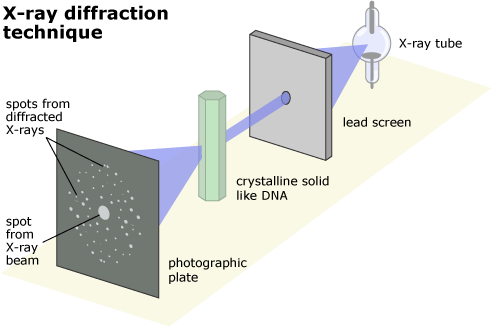 X-ray diffraction
technique
X-ray tube
lead screen
crystalline solid
like DNA
photographic
plate
spots from
diffracted
X-rays
spot
from
X-ray
beam